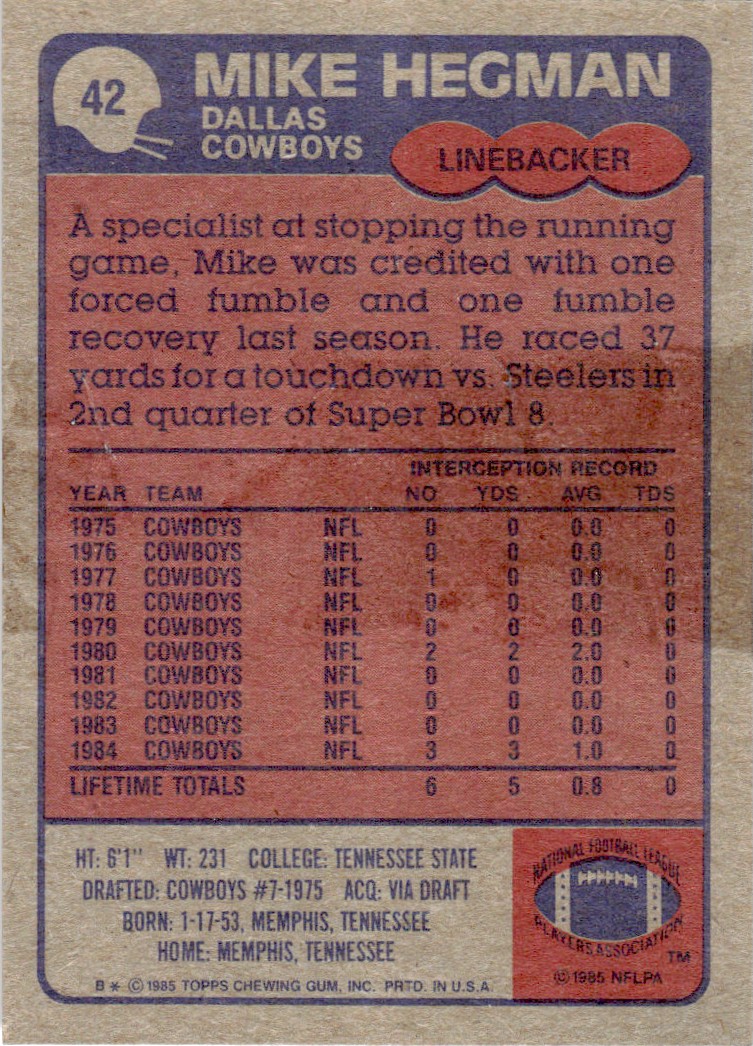 42
MIKE HEGMAN
DALLAS
COWBOYS
LINEBACKER
A specialist at stopping the running
game, Mike was credited with one
forced fumble and one fumble
recovery last season. He raced 37
yards for a touchdown vs. Steelers in
2nd quarter of Super Bowl 8.
INTERCEPTION RECORD
YEAR TEAM NO YDS AVG TDS
1975 COWBOYS NFL 0 0 0.0 0
1976 COWBOYS NFL 0 0 0.0 0
1977 COWBOYS NFL 1 0 0.0 0
1978 COWBOYS NFL 0 0 0.0 0
1979 COWBOYS NFL 0 0 0.0 0
1980 COWBOYS NFL 2 2 2.0 0
1981 COWBOYS NFL 0 0 0.0 0
1982 COWBOYS NFL 0 0 0.0 0
1983 COWBOYS NFL 0 0 0.0 0
1984 COWBOYS NFL 3 3 1.0 0
LIFETIME TOTALS 6 5 0.8 0
HT: 6'1" WT: 231 COLLEGE: TENNESSEE STATE
DRAFTED: COWBOYS #7-1975 ACQ: VIA DRAFT
BORN: 1-17-53, MEMPHIS, TENNESSEE
HOME: MEMPHIS, TENNESSEE
B * © 1985 TOPPS CHEWING GUM, INC. PRTD. IN U.S.A.
NATIONAL FOOTBALL LEAGUE
PLAYERS ASSOCIATION
TM
© 1985 NFLPA